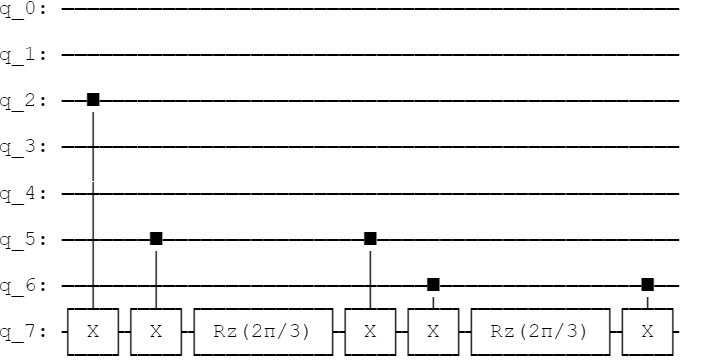 q_0:
q_1:
q_2:
q_3:
q_4:
q_5:
q_6:
q_7: X X Rz(2π/3) X X Rz(2π/3) X